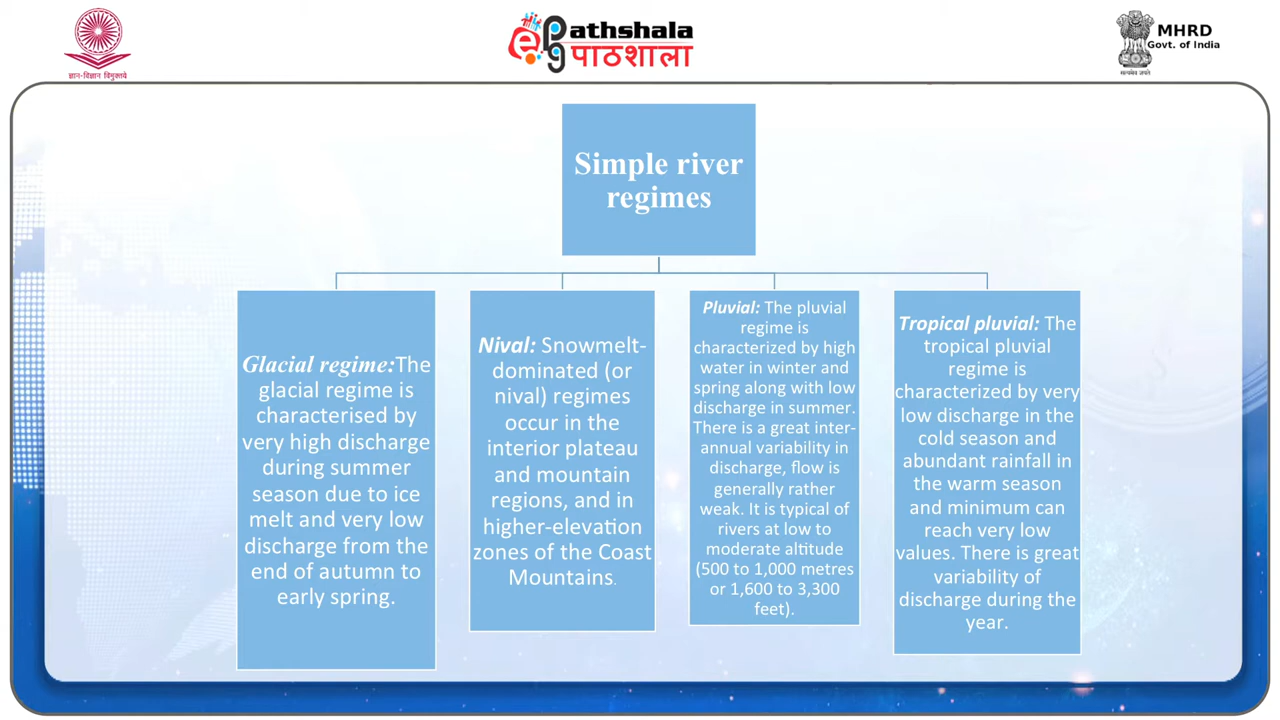 ज्ञान-विज्ञान विमुक्तये
Pathshala
पाठशाला
MHRD
Govt. of India
सत्यमेव जयते
Simple river
regimes
Glacial regime:The
glacial regime is
characterised by
very high discharge
during summer
season due to ice
melt and very low
discharge from the
end of autumn to
early spring.
Nival: Snowmelt-
dominated (or
nival) regimes
occur in the
interior plateau
and mountain
regions, and in
higher-elevation
zones of the Coast
Mountains.
Pluvial: The pluvial
regime is
characterized by high
water in winter and
spring along with low
discharge in summer.
There is a great inter-
annual variability in
discharge, flow is
generally rather
weak. It is typical of
rivers at low to
moderate altitude
(500 to 1,000 metres
or 1,600 to 3,300
feet).
Tropical pluvial: The
tropical pluvial
regime is
characterized by very
low discharge in the
cold season and
abundant rainfall in
the warm season
and minimum can
reach very low
values. There is great
variability of
discharge during the
year.